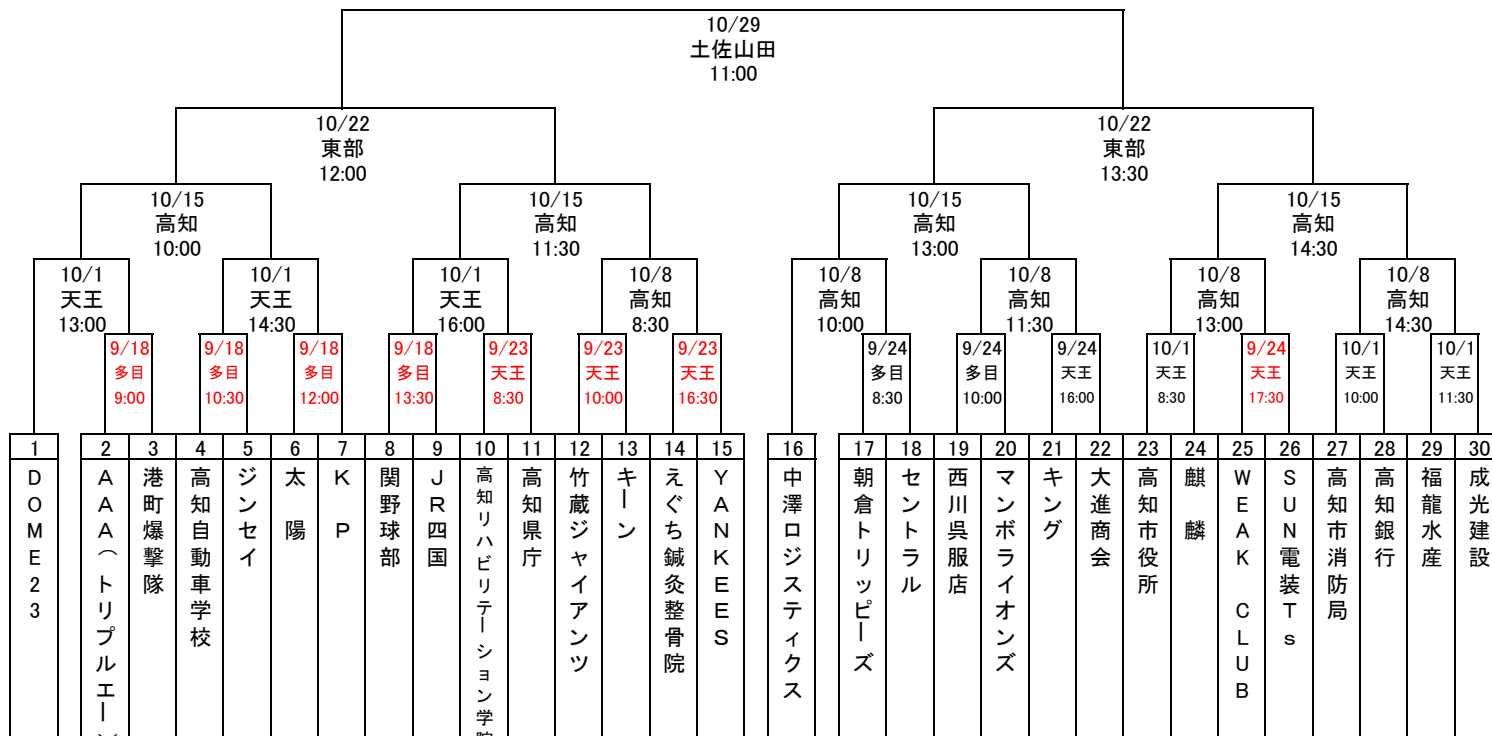 10/29
土佐山田
11:00
10/22
東部
12:00
10/22
東部
13:30
10/15
高知
10:00
10/15
高知
11:30
10/15
高知
13:00
10/15
高知
14:30
10/1
天王
13:00
10/1
天王
14:30
10/1
天王
16:00
10/8
高知
8:30
10/8
高知
10:00
10/8
高知
11:30
10/8
高知
13:00
10/8
高知
14:30
9/18
多目
9:00
9/18
多目
10:30
9/18
多目
12:00
9/18
多目
13:30
9/23
天王
8:30
9/23
天王
10:00
9/23
天王
16:30
9/24
多目
8:30
9/24
多目
10:00
9/24
天王
16:00
10/1
天王
8:30
9/24
天王
17:30
10/1
天王
10:00
10/1
天王
11:30
1
DOME23
2
AAA(トリプルエー)
3
港町爆撃隊
4
高知自動車学校
5
ジンセイ
6
太 陽
7
K P
8
関野球部
9
JR四国
10
高知リハビリテーション学院
11
高知県庁
12
竹蔵ジャイアンツ
13
キーン
14
えぐち鍼灸整骨院
15
YANKEES
16
中澤ロジスティクス
17
朝倉トリッピーズ
18
セントラル
19
西川呉服店
20
マンボライオンズ
21
キング
22
大進商会
23
高知市役所
24
麒 麟
25
WEAK CLUB
26
SUN電装Ts
27
高知市消防局
28
高知銀行
29
福龍水産
30
成光建設